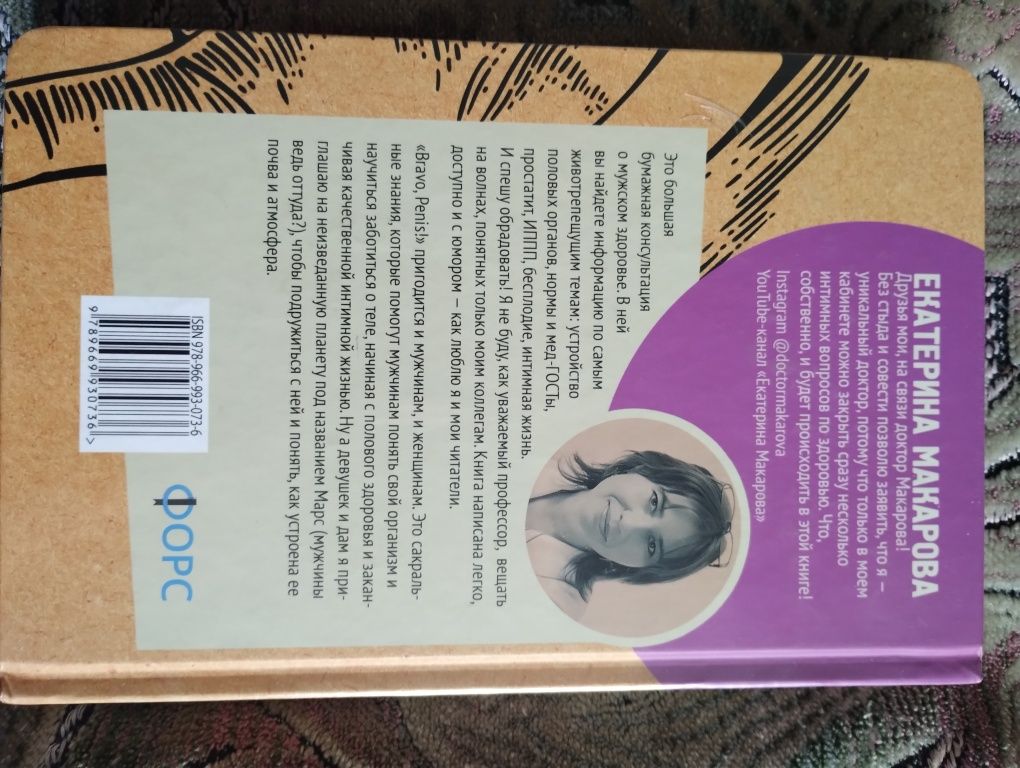 ЕКАТЕРИНА МАКАРОВА
Друзья мои, на связи доктор Макарова!
Без стыда и совести позволю заявить, что я –
уникальный доктор, потому что только в моем
кабинете можно закрыть сразу несколько
интимных вопросов по здоровью. Что,
собственно, и будет происходить в этой книге!
Instagram @doctormakarova
YouTube-канал «Екатерина Макарова»
Это большая
бумажная консультация
о мужском здоровье. В ней
вы найдете информацию по самым
животрепещущим темам: устройство
половых органов, нормы и мед-ГОСТы,
простатит, ИППП, бесплодие, интимная жизнь.
И спешу обрадовать! Я не буду, как уважаемый профессор, вещать
на волнах, понятных только моим коллегам. Книга написана легко,
доступно и с юмором – как люблю я и мои читатели.
«Bravo, Penis!» пригодится и мужчинам, и женщинам. Это сакраль-
ные знания, которые помогут мужчинам понять свой организм и
научиться заботиться о теле, начиная с полового здоровья и закан-
чивая качественной интимной жизнью. Ну а девушек и дам я при-
глашаю на неизведанную планету под названием Марс (мужчины
ведь оттуда?), чтобы подружиться с ней и понять, как устроена ее
почва и атмосфера.
ISBN 978-966-993-073-6
9 789669 930736 >
ФОРС